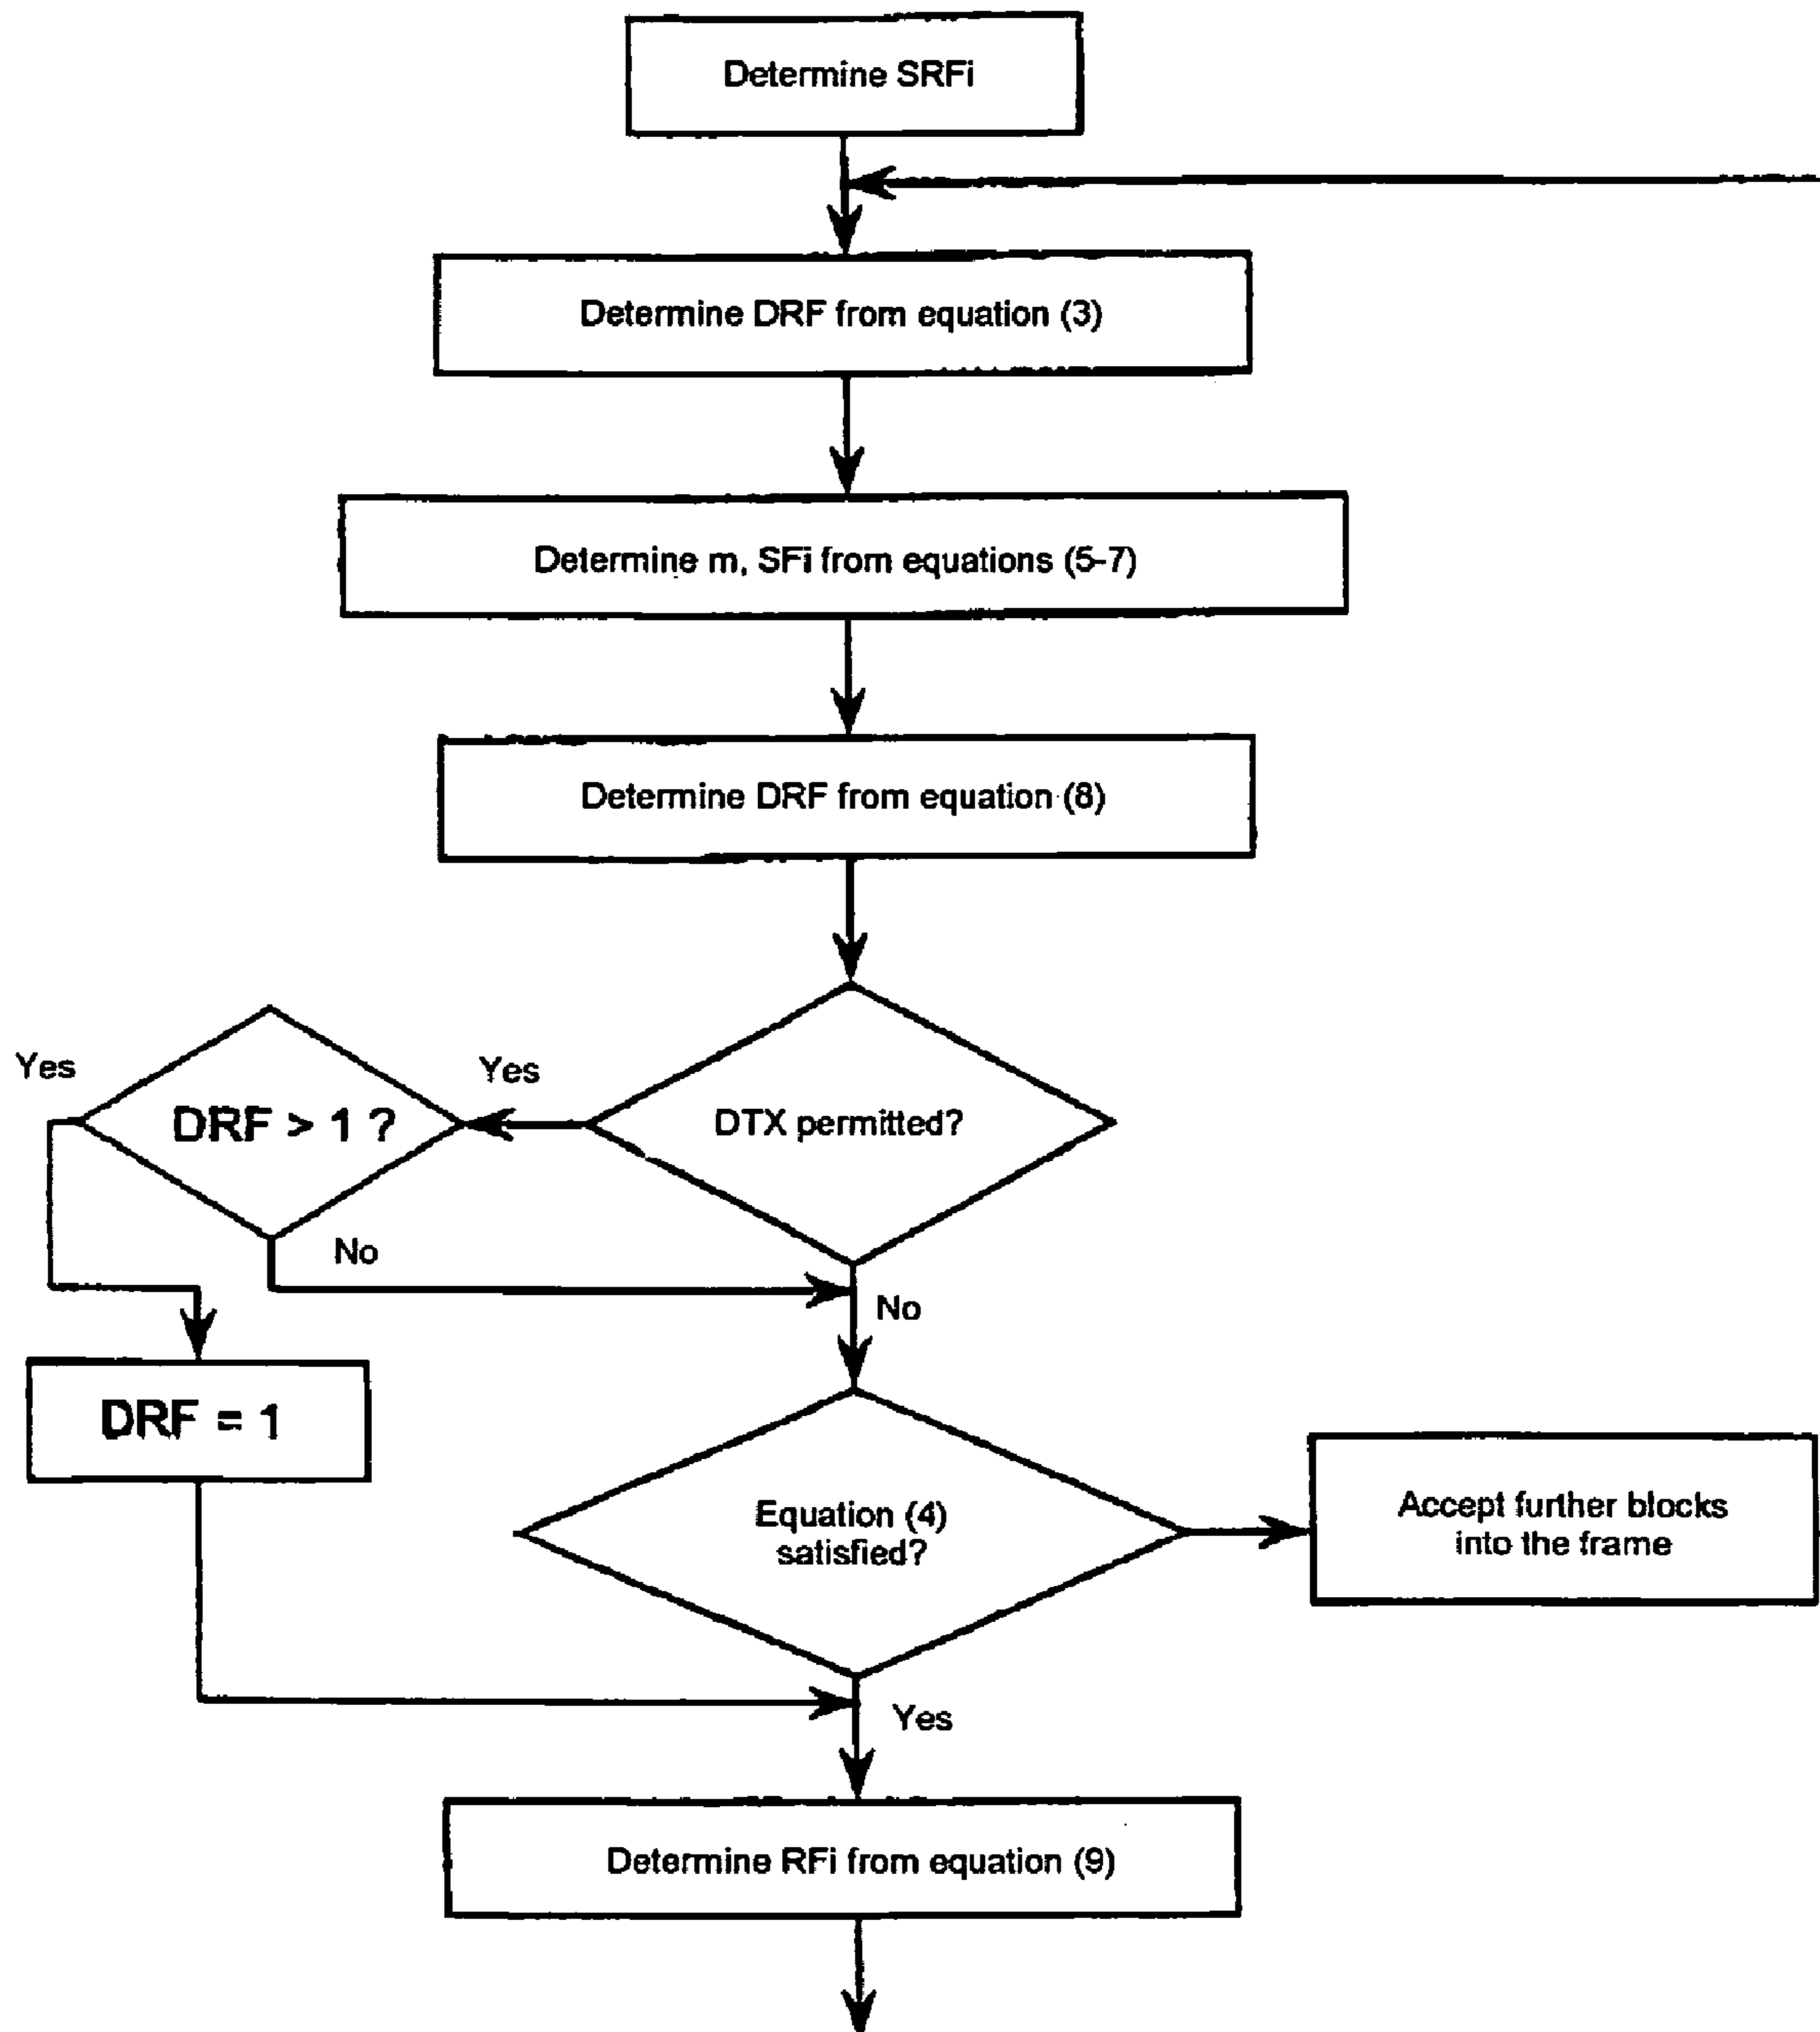 Determine SRFi
Determine DRF from equation (3)
Determine m, SFi from equations (5-7)
Determine DRF from equation (8)
Yes
DRF > 1 ?
Yes
DTX permitted?
No
No
DRF = 1
Equation (4)
satisfied?
Accept further blocks
into the frame
Yes
Determine RFi from equation (9)